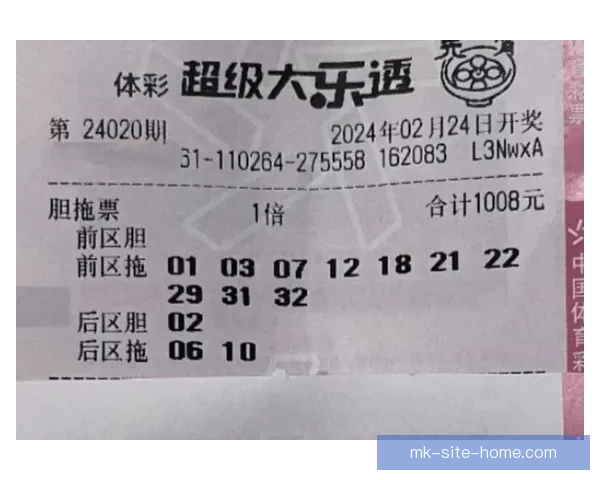 体彩 超级大乐透
第 24020期 2024年02月24日开奖
31-110264-275558 162083 L3NwxA
胆拖票 1倍 合计1008元
前区胆
前区拖 01 03 07 12 18 21 22
29 31 32
后区胆 02
后区拖 06 10
中国体育彩
mk-site-home.com